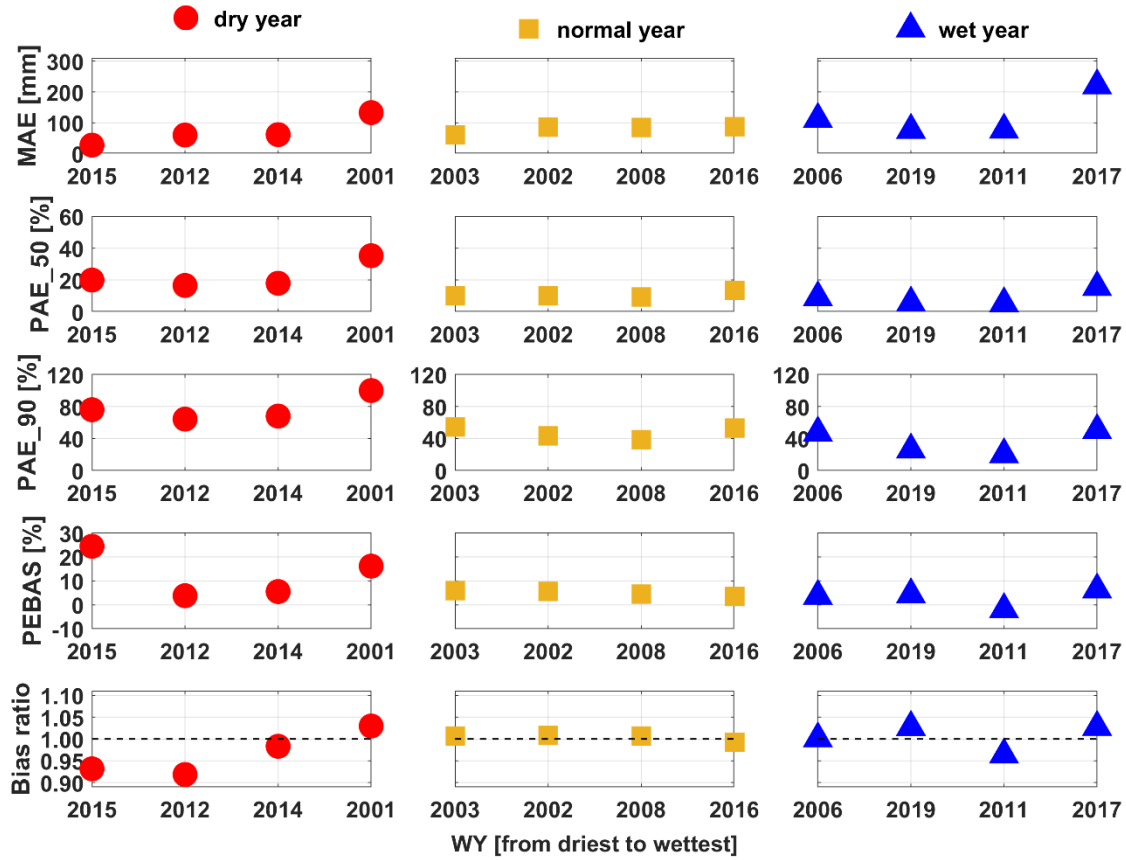 dry year
normal year
wet year
MAE [mm]
300
200
100
0
2015 2012 2014 2001
2003 2002 2008 2016
2006 2019 2011 2017
PAE_50 [%]
60
40
20
0
2015 2012 2014 2001
2003 2002 2008 2016
2006 2019 2011 2017
PAE_90 [%]
120
80
40
0
2015 2012 2014 2001
120
80
40
0
2003 2002 2008 2016
120
80
40
0
2006 2019 2011 2017
PEBAS [%]
30
20
10
0
-10
2015 2012 2014 2001
2003 2002 2008 2016
2006 2019 2011 2017
Bias ratio
1.10
1.05
1.00
0.95
0.90
2015 2012 2014 2001
2003 2002 2008 2016
2006 2019 2011 2017
WY [from driest to wettest]